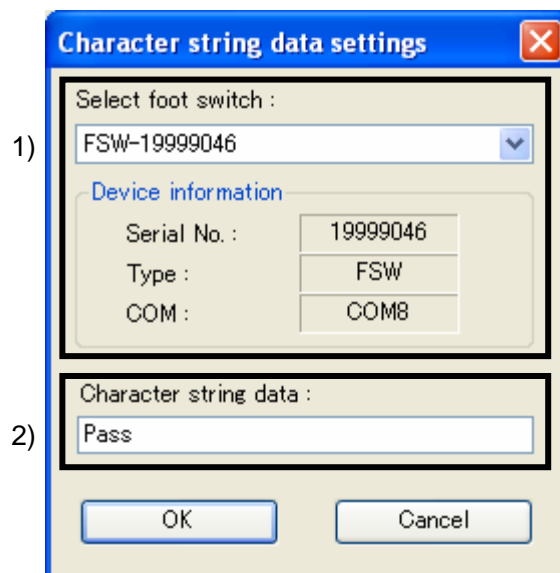 Character string data settings
Select foot switch :
1)
FSW-19999046
Device information
Serial No. : 19999046
Type : FSW
COM : COM8
Character string data :
2)
Pass
OK Cancel